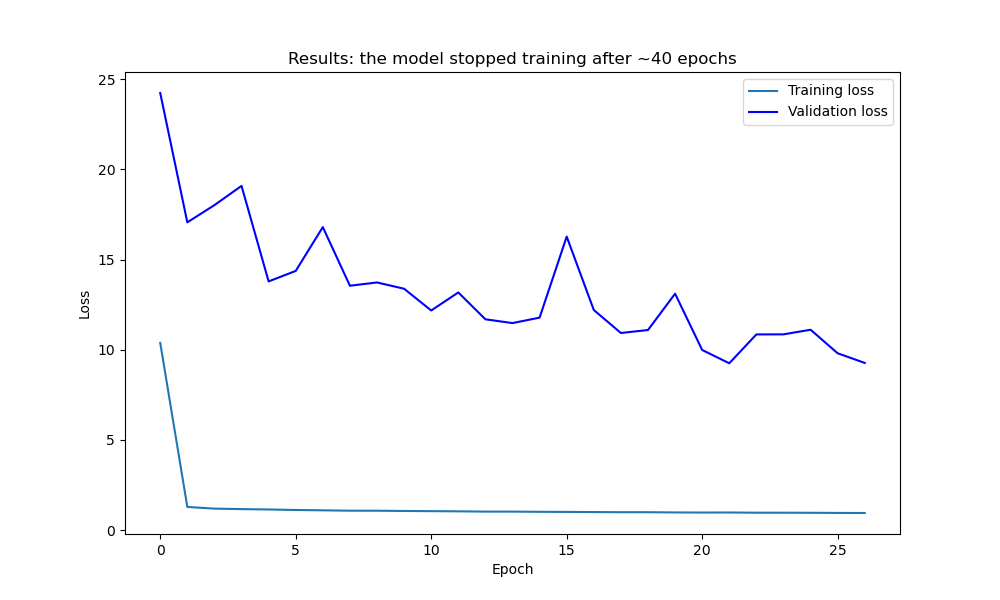 Results: the model stopped training after ~40 epochs
25
20
15
10
5
0
Loss
Training loss
Validation loss
0 5 10 15 20 25
Epoch